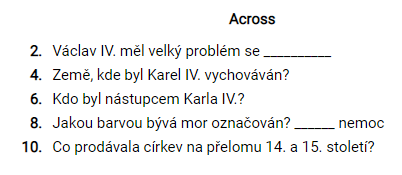 Across
2. Václav IV. měl velký problém se __________
4. Země, kde byl Karel IV. vychováván?
6. Kdo byl nástupcem Karla IV.?
8. Jakou barvou bývá mor označován? ______ nemoc
10. Co prodávala církev na přelomu 14. a 15. století?